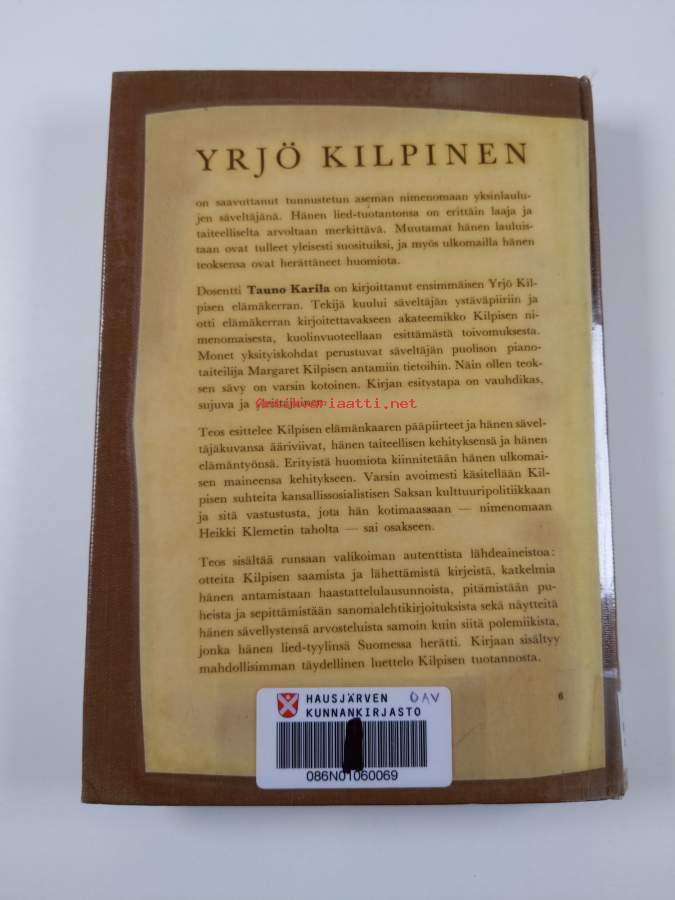 YRJÖ KILPINEN
on saavuttanut tunnustetun aseman nimenomaan yksinlaulu-
jen säveltäjänä. Hänen lied-tuotantonsa on erittäin laaja ja
taiteelliselta arvoltaan merkittävä. Muutamat hänen lauluis-
taan ovat tulleet yleisesti suosituiksi, ja myös ulkomailla hänen
teoksensa ovat herättäneet huomiota.
Dosentti Tauno Karila on kirjoittanut ensimmäisen Yrjö Kil-
pisen elämäkerran. Tekijä kuului säveltäjän ystäväpiiriin ja
otti elämäkerran kirjoitettavakseen akateemikko Kilpisen ni-
menomaisesta, kuolinvuoteellaan esittämästä toivomuksesta.
Monet yksityiskohdat perustuvat säveltäjän puolison piano-
taiteilija Margaret Kilpisen antamiin tietoihin. Näin ollen teok-
sen sävy on varsin kotoinen. Kirjan esitystapa on vauhdikas,
sujuva ja
Antikvariaatti.net
Teos esittelee Kilpisen elämänkaaren pääpiirteet ja hänen sävel-
täjäkuvansa ääriviivat, hänen taiteellisen kehityksensä ja hänen
elämäntyönsä. Erityistä huomiota kiinnitetään hänen ulkomai-
sen maineensa kehitykseen. Varsin avoimesti käsitellään Kil-
pisen suhteita kansallissosialistisen Saksan kulttuuripolitiikkaan
ja sitä vastustusta, jota hän kotimaassaan — nimenomaan
Heikki Klemetin taholta — sai osakseen.
Teos sisältää runsaan valikoiman autenttista lähdeaineistoa:
otteita Kilpisen saamista ja lähettämistä kirjeistä, katkelmia
hänen antamistaan haastattelulausunnoista, pitämistään pu-
heista ja sepittämistään sanomalehtikirjoituksista sekä näytteitä
hänen sävellystensä arvosteluista samoin kuin siitä polemiikista,
jonka hänen lied-tyylinsä Suomessa herätti. Kirjaan sisältyy
mahdollisimman täydellinen luettelo Kilpisen tuotannosta.
6
HAUSJÄRVEN OAV
KUNNANKIRJASTO
086N01060069